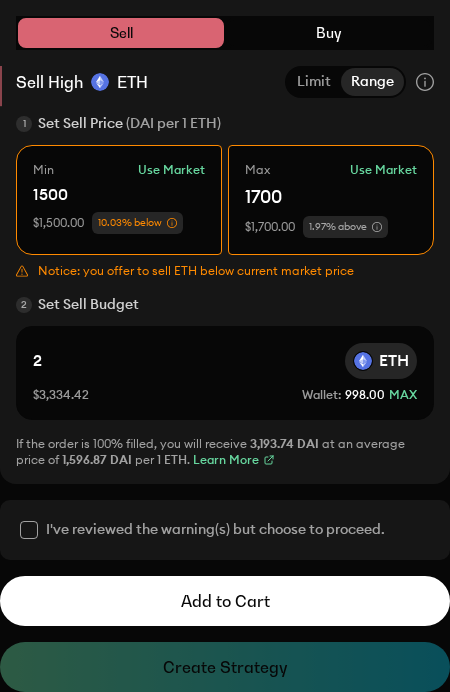 Sell Buy
Sell High ETH Limit Range
1 Set Sell Price (DAI per 1 ETH)
Min Use Market Max Use Market
1500 1700
$1,500.00 10.03% below $1,700.00 1.97% above
Notice: you offer to sell ETH below current market price
2 Set Sell Budget
2 ETH
$3,334.42 Wallet: 998.00 MAX
If the order is 100% filled, you will receive 3,193.74 DAI at an average
price of 1,596.87 DAI per 1 ETH. Learn More
I've reviewed the warning(s) but choose to proceed.
Add to Cart
Create Strategy